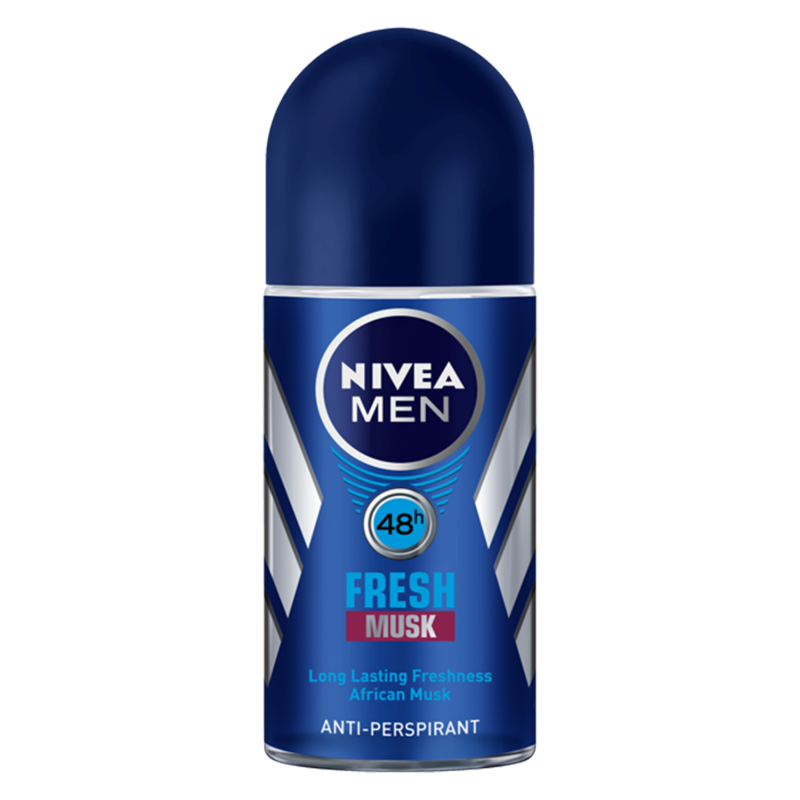 NIVEA
MEN
48h
FRESH
MUSK
Long Lasting Freshness
African Musk
ANTI-PERSPIRANT